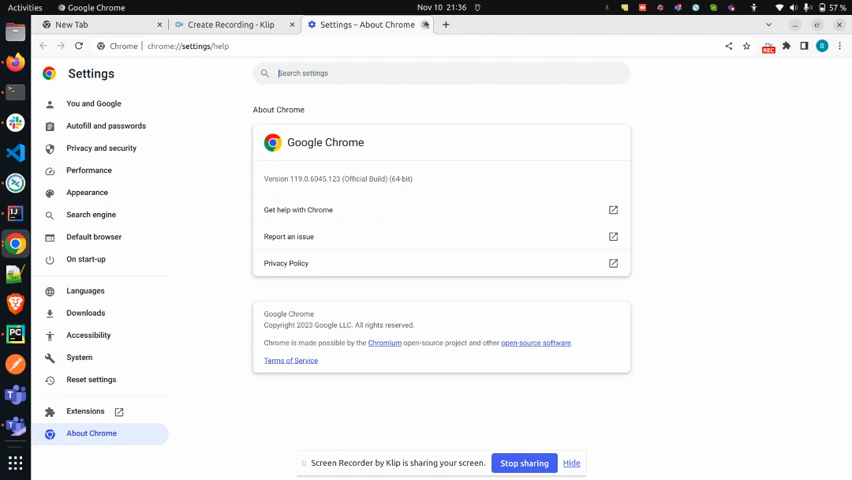 Activities
Google Chrome
Nov 10 21:36
57 %
New Tab
Create Recording - Klip
Settings – About Chrome
Chrome
chrome://settings/help
REC
B
Settings
Search settings
You and Google
Autofill and passwords
Privacy and security
Performance
Appearance
Search engine
Default browser
On start-up
Languages
Downloads
Accessibility
System
Reset settings
Extensions
About Chrome
About Chrome
Google Chrome
Version 119.0.6045.123 (Official Build) (64-bit)
Get help with Chrome
Report an issue
Privacy Policy
Google Chrome
Copyright 2023 Google LLC. All rights reserved.
Chrome is made possible by the Chromium open-source project and other open-source software.
Terms of Service
Screen Recorder by Klip is sharing your screen.
Stop sharing
Hide